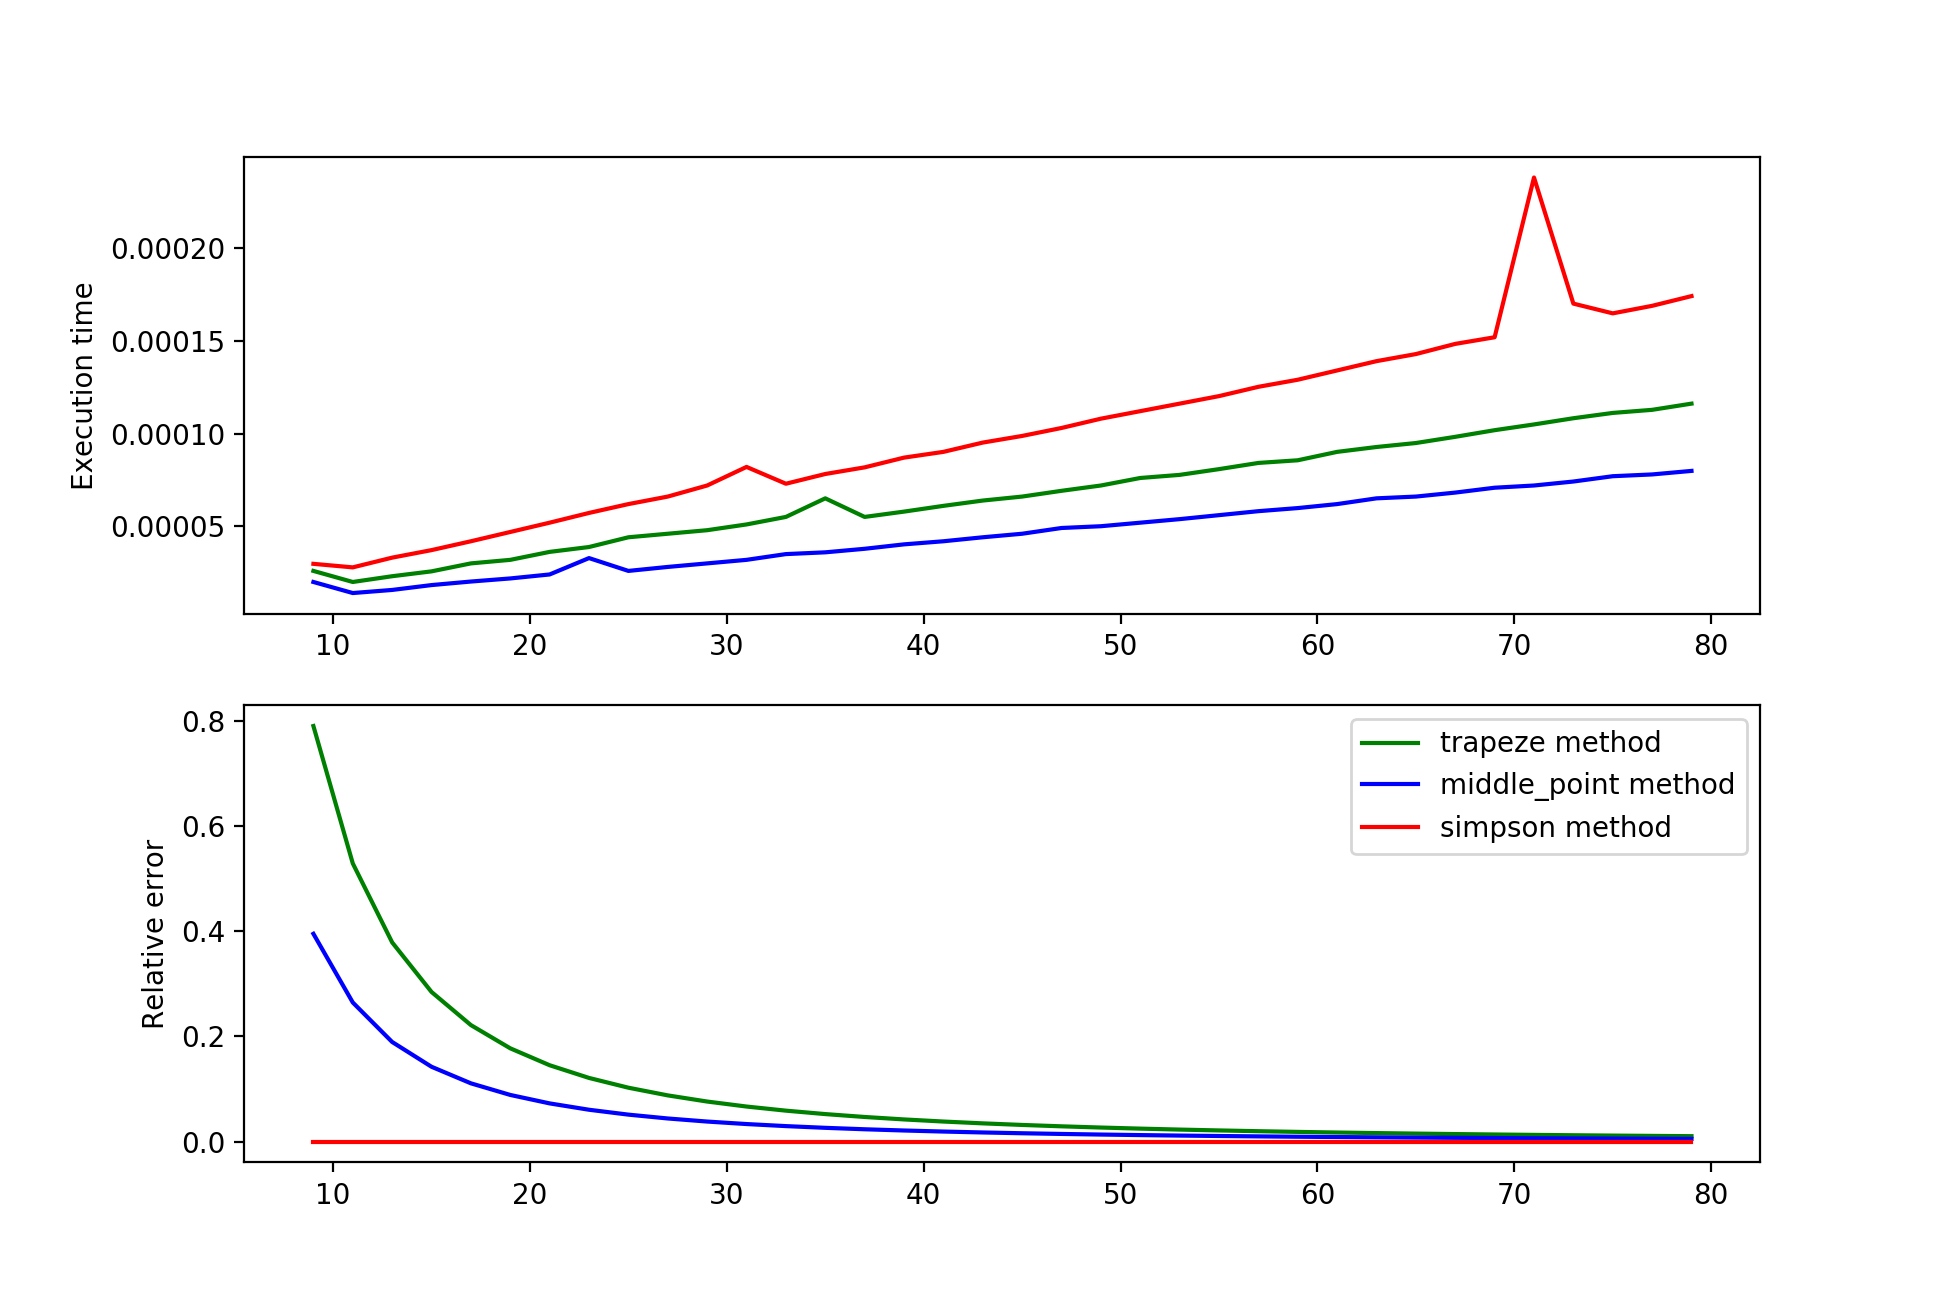 Execution time
0.00020
0.00015
0.00010
0.00005
10 20 30 40 50 60 70 80
Relative error
0.8
0.6
0.4
0.2
0.0
trapeze method
middle_point method
simpson method
10 20 30 40 50 60 70 80